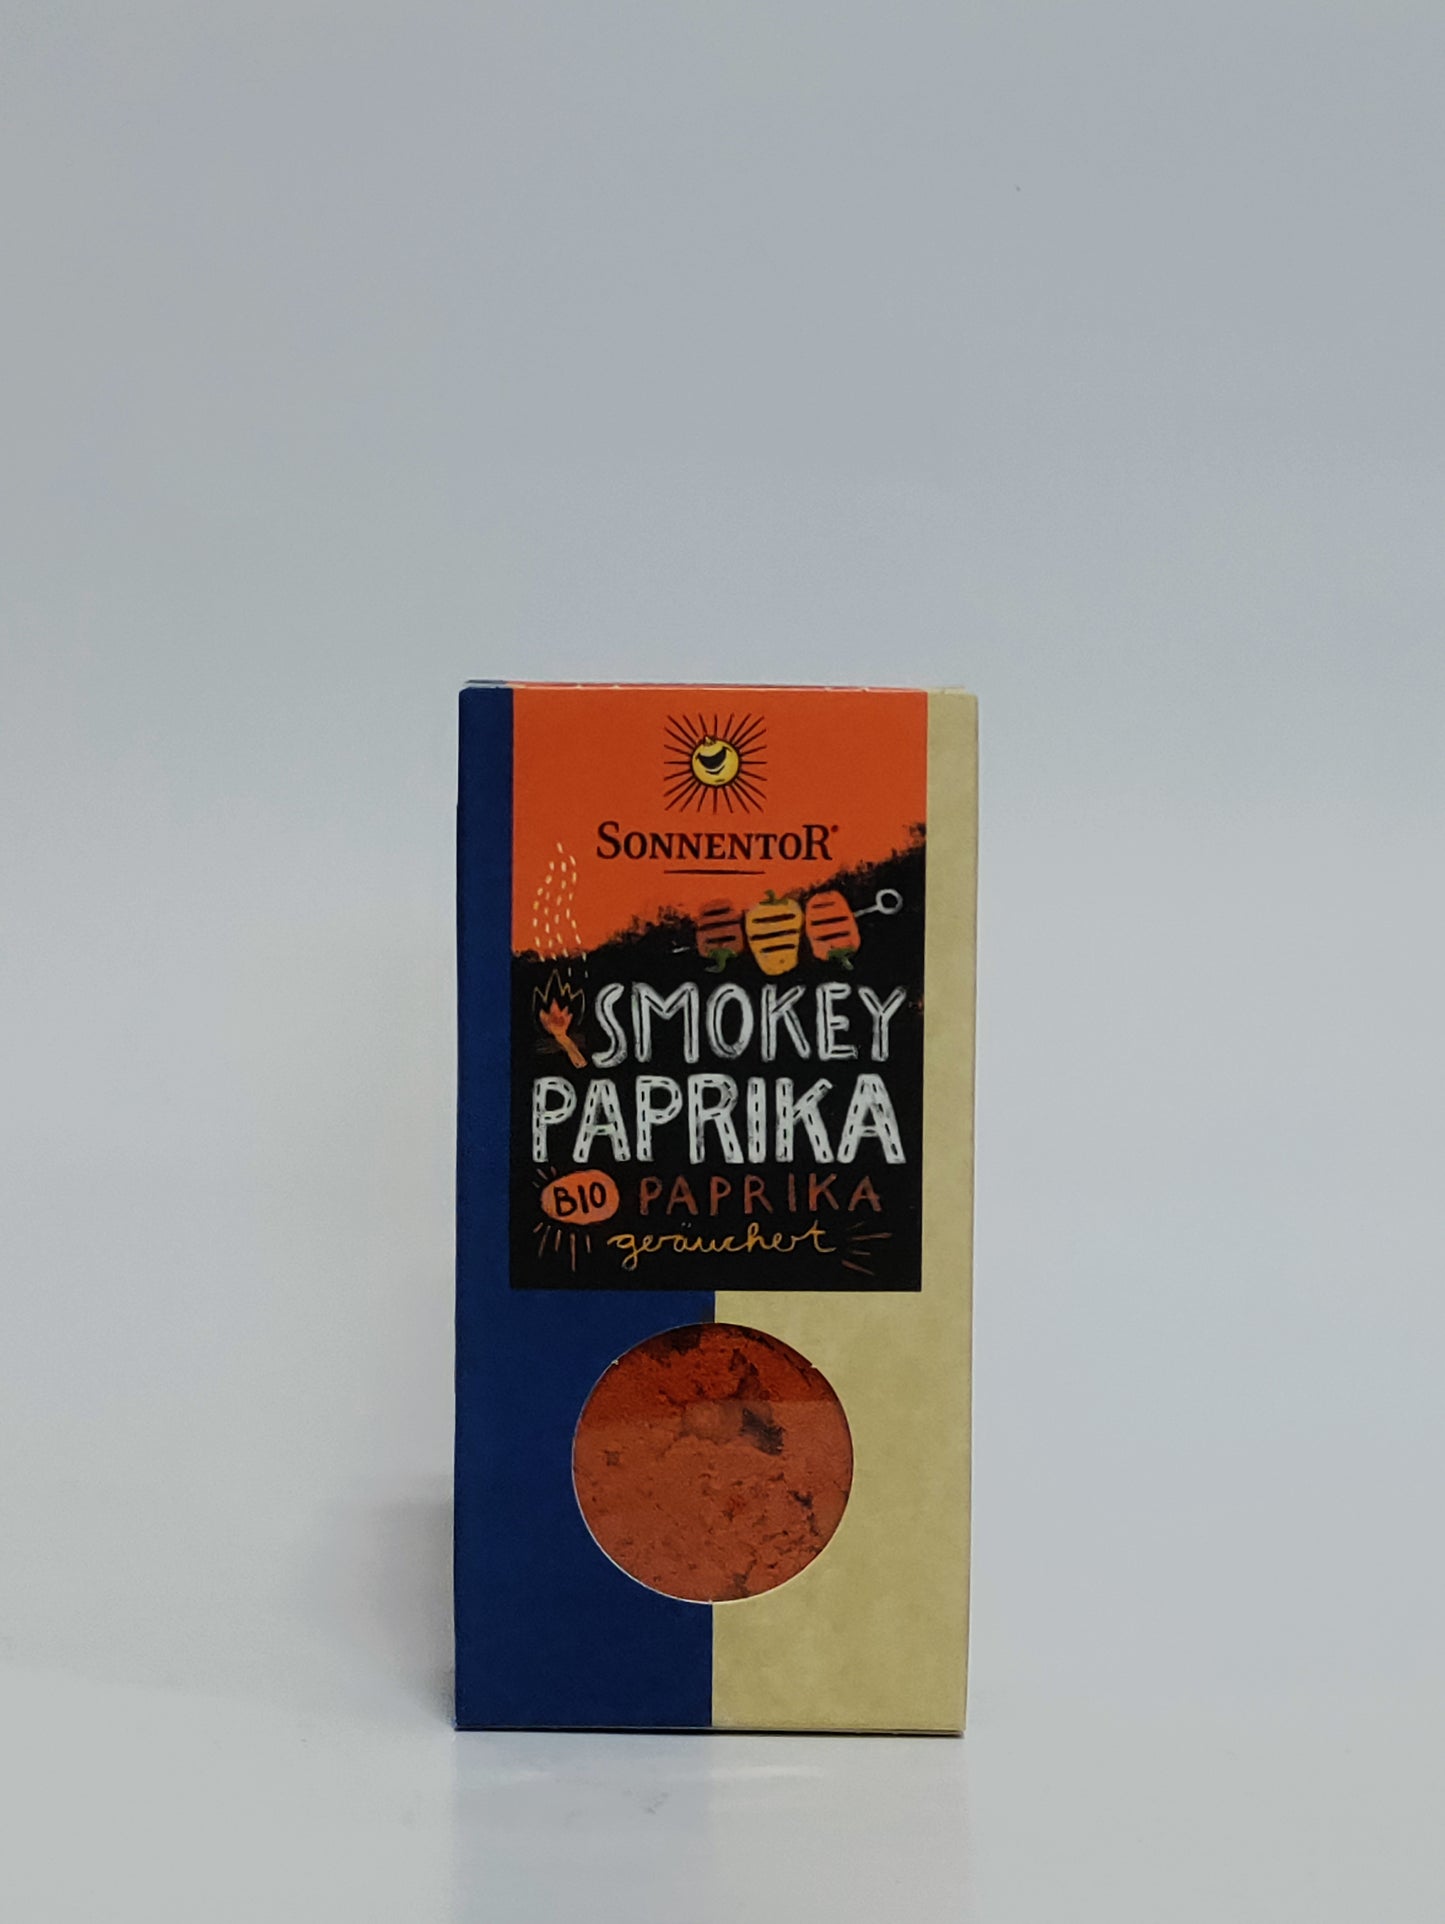 SONNENTOR®
SMOKEY
PAPRIKA
BIO PAPRIKA
geräuchert